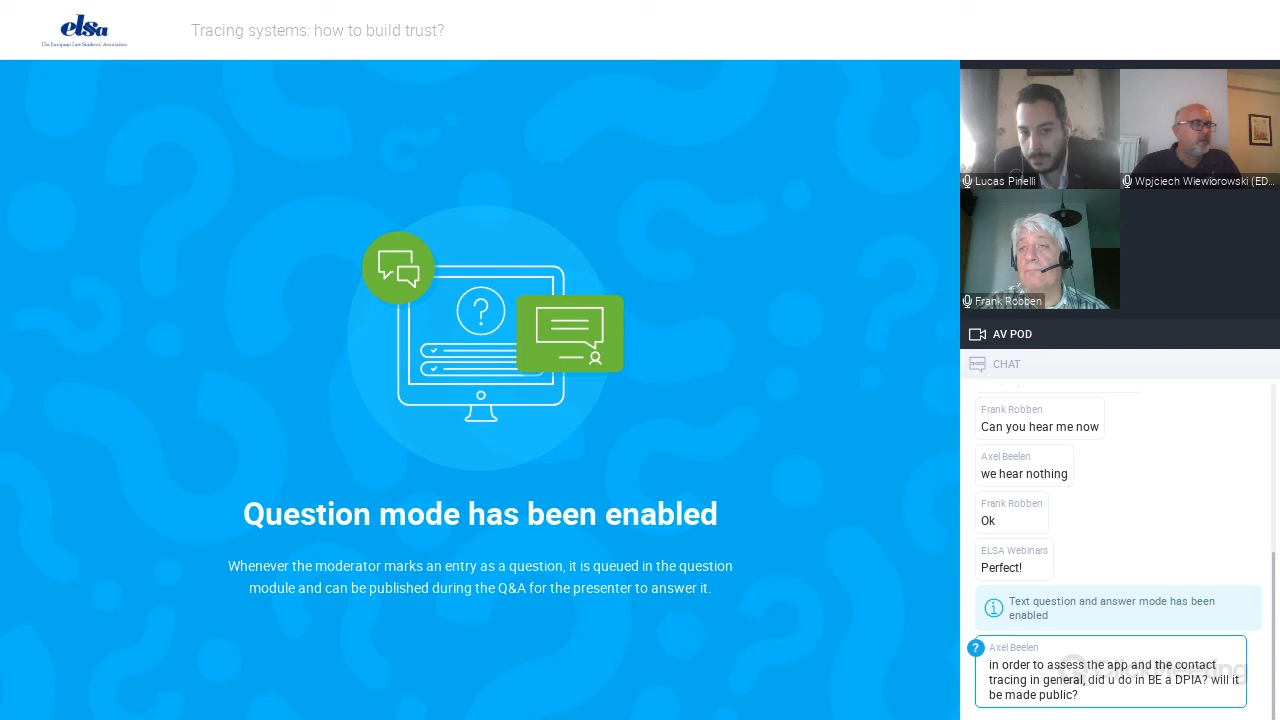 elsa
The European Law Students' Association
Tracing systems: how to build trust?
Question mode has been enabled
Whenever the moderator marks an entry as a question, it is queued in the question
module and can be published during the Q&A for the presenter to answer it.
Lucas Pinelli
Wpjciech Wiewiorowski (ED...
Frank Robben
AV POD
CHAT
Frank Robben
Can you hear me now
Axel Beelen
we hear nothing
Frank Robben
Ok
ELSA Webinars
Perfect!
Text question and answer mode has been
enabled
?
Axel Beelen
in order to assess the app and the contact
tracing in general, did u do in BE a DPIA? will it
be made public?